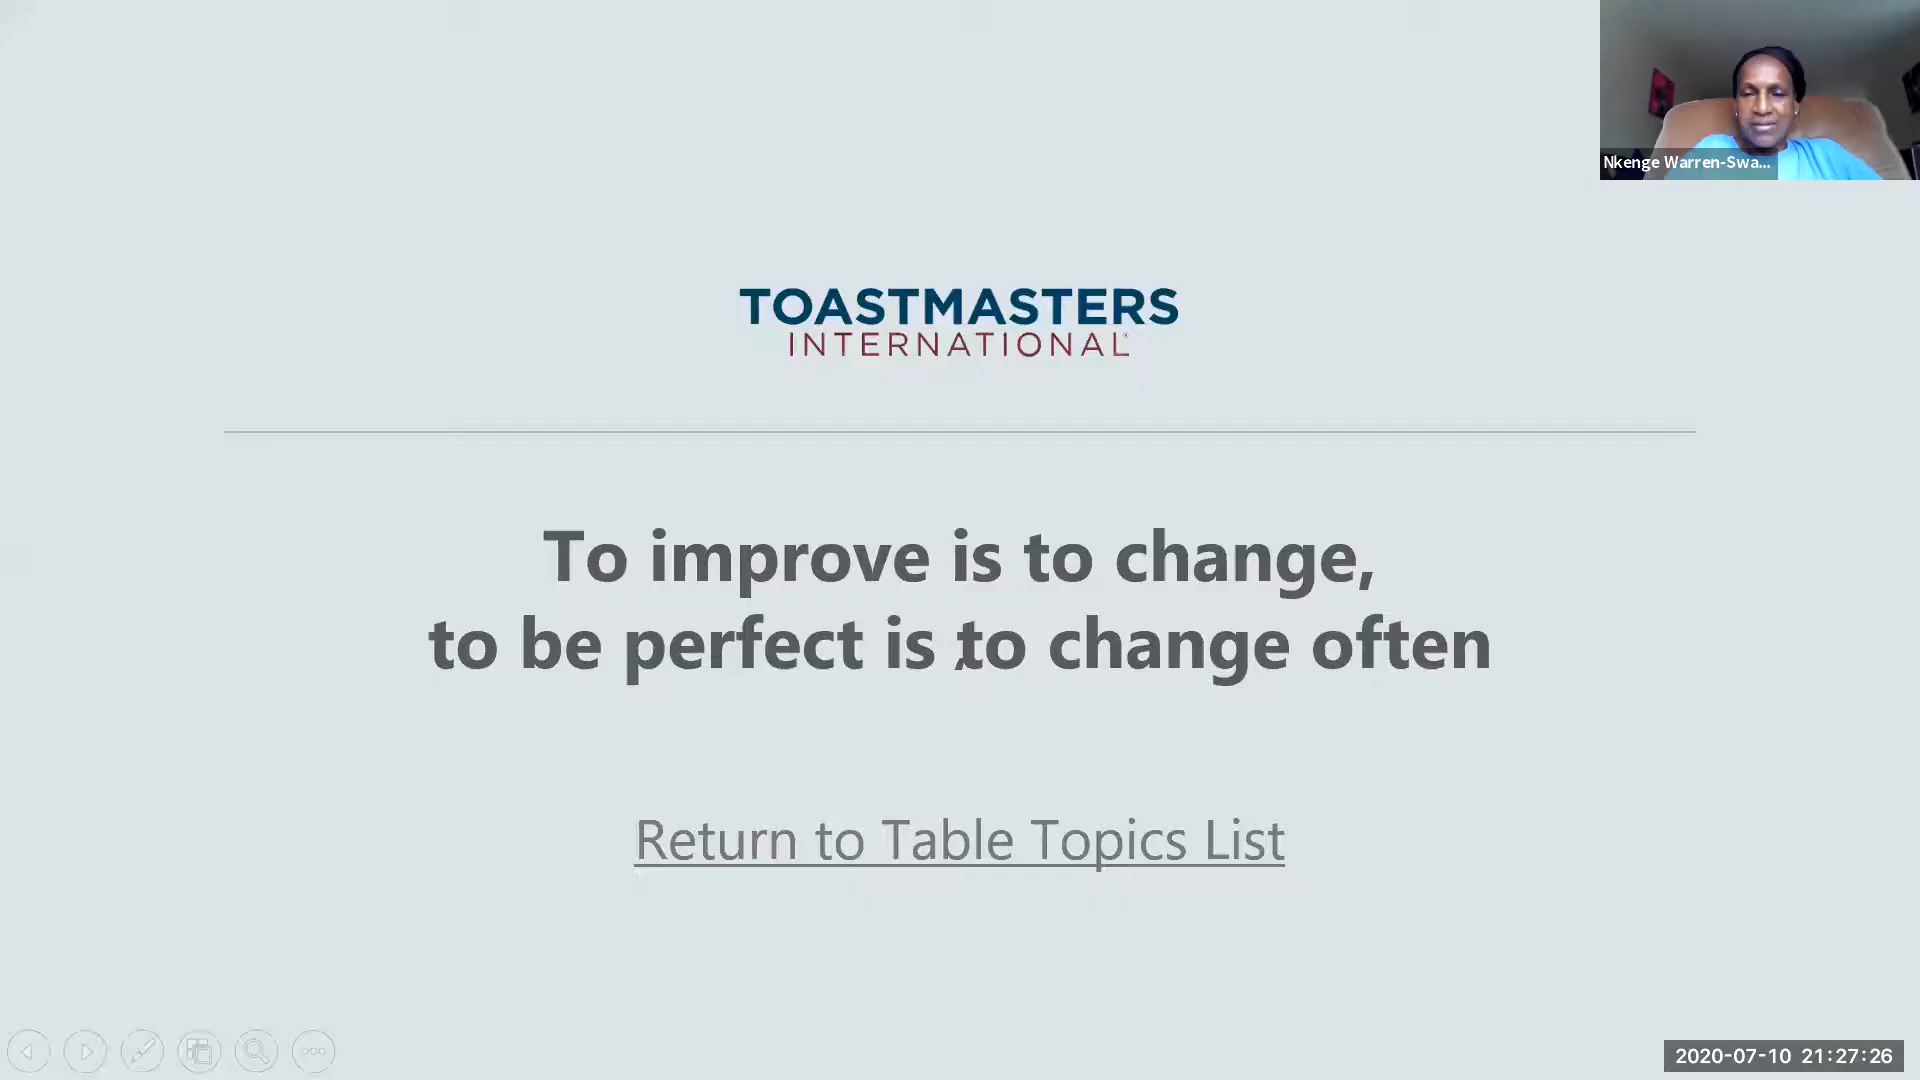 Nkenge Warren-Swa...
TOASTMASTERS
INTERNATIONAL
To improve is to change,
to be perfect is to change often
Return to Table Topics List
2020-07-10 21:27:26